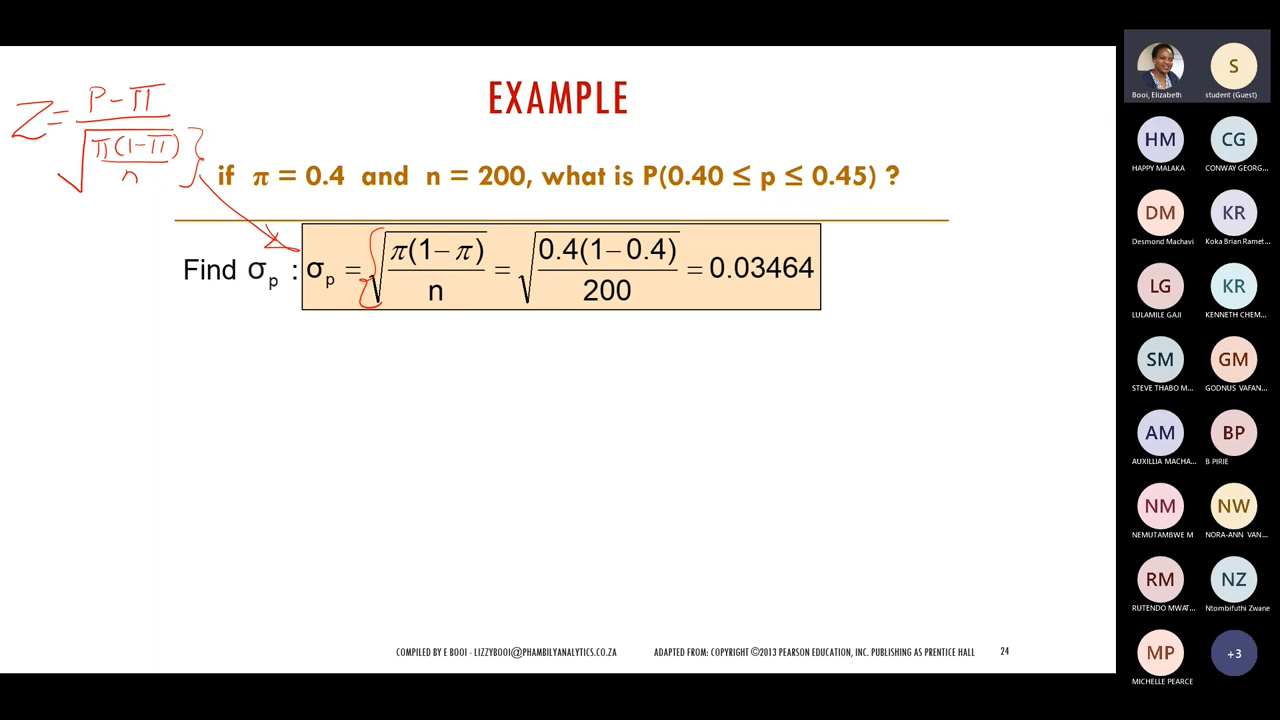 EXAMPLE
Z = P - π / √ π(1-π) / n
if π = 0.4 and n = 200, what is P(0.40 ≤ p ≤ 0.45) ?
Find σp : σp = √ π(1− π) / n = √ 0.4(1−0.4) / 200 = 0.03464
COMPILED BY E BOOI - LIZZYBOOI@PHAMBILYANALYTICS.CO.ZA
ADAPTED FROM: COPYRIGHT ©2013 PEARSON EDUCATION, INC. PUBLISHING AS PRENTICE HALL
24
S
Booi, Elizabeth
student (Guest)
HM
CG
HAPPY MALAKA
CONWAY GEORG...
DM
KR
Desmond Machavi
Koka Brian Ramet...
LG
KR
LULAMILE GAJI
KENNETH CHEM...
SM
GM
STEVE THABO M...
GODNUS VAFAN...
AM
BP
AUXILLIA MACHA...
B PIRIE
NM
NW
NEMUTAMBWE M
NORA-ANN VAN...
RM
NZ
RUTENDO MWAT...
Ntombifuthi Zwane
MP
+3
MICHELLE PEARCE